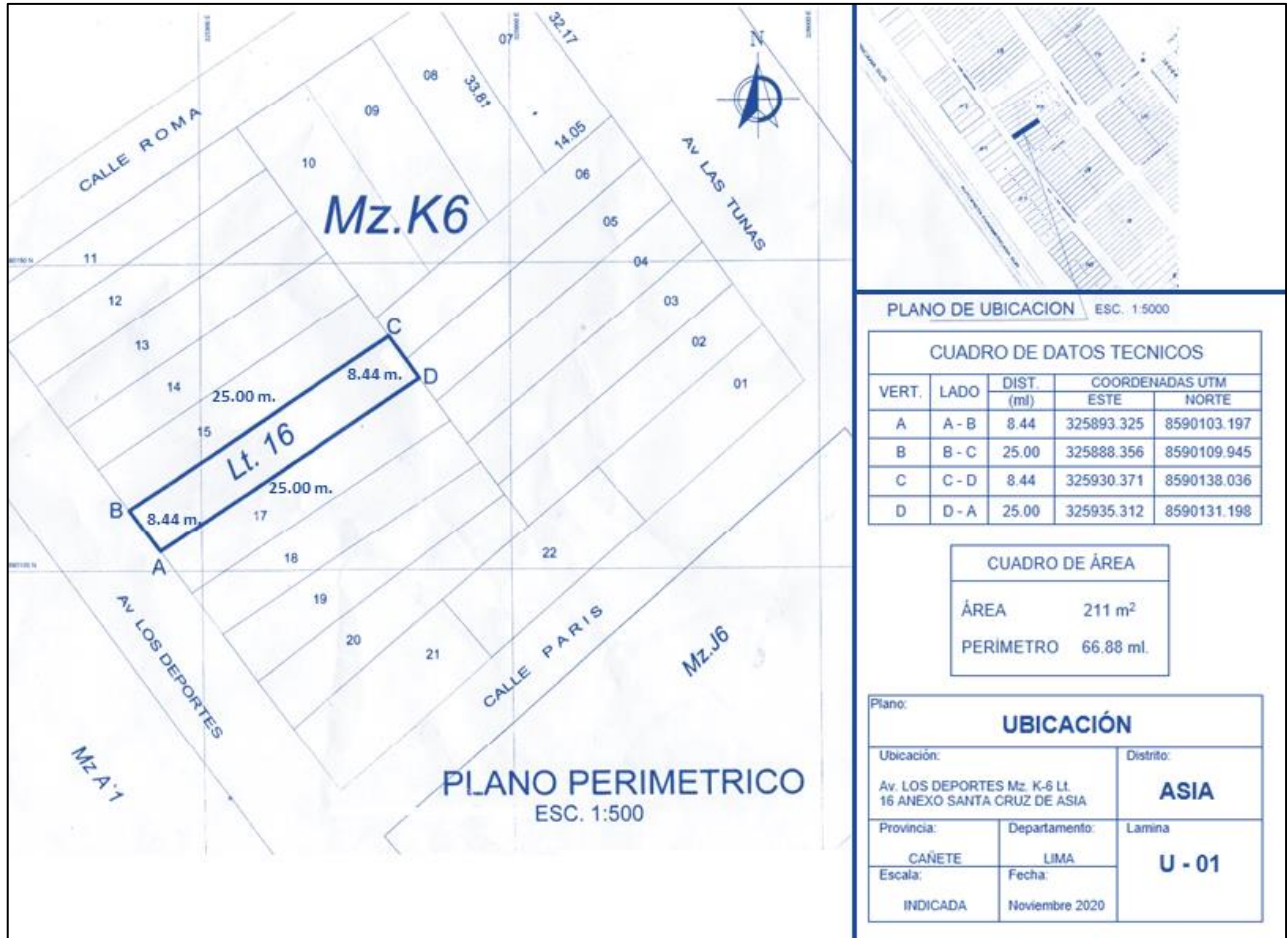 CALLE ROMA
07
32.17
08
33.81
09
14.05
10
N
Mz.K6
06
05
04
03
02
01
Av LAS TUNAS
11
12
13
14
15
C
D
8.44 m.
25.00 m.
Lt. 16
25.00 m.
B
8.44 m.
A
17
18
19
20
21
22
Av LOS DEPORTES
CALLE PARIS
Mz.J6
Mz A'1
PLANO PERIMETRICO
ESC. 1:500
PLANO DE UBICACION ESC. 1:5000
CUADRO DE DATOS TECNICOS
VERT. LADO DIST. (ml) COORDENADAS UTM
ESTE NORTE
A A - B 8.44 325893.325 8590103.197
B B - C 25.00 325888.356 8590109.945
C C - D 8.44 325930.371 8590138.036
D D - A 25.00 325935.312 8590131.198
CUADRO DE ÁREA
ÁREA 211 m²
PERÍMETRO 66.88 ml.
Plano:
UBICACIÓN
Ubicación:
Av. LOS DEPORTES Mz. K-6 Lt.
16 ANEXO SANTA CRUZ DE ASIA
Distrito:
ASIA
Provincia:
CAÑETE
Departamento:
LIMA
Lamina
U - 01
Escala:
INDICADA
Fecha:
Noviembre 2020